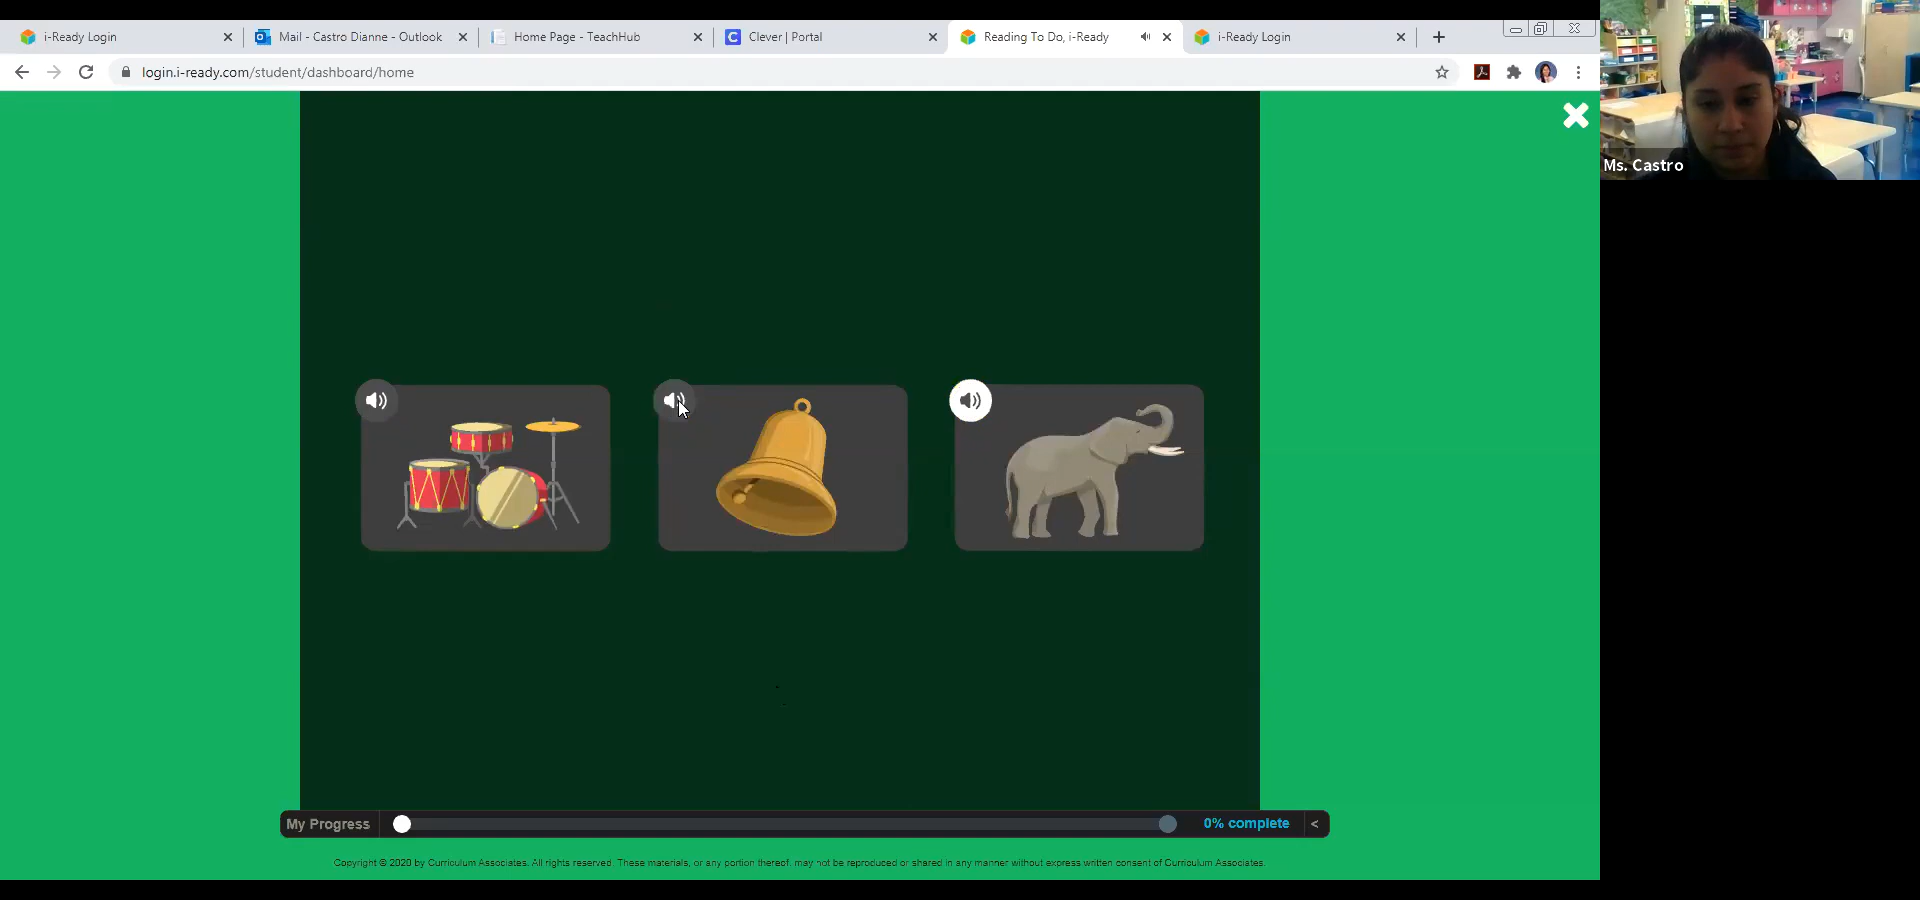 i-Ready Login
Mail - Castro Dianne - Outlook
Home Page - TeachHub
Clever | Portal
Reading To Do, i-Ready
i-Ready Login
login.i-ready.com/student/dashboard/home
Ms. Castro
My Progress
0% complete
<
Copyright © 2020 by Curriculum Associates. All rights reserved. These materials, or any portion thereof, may not be reproduced or shared in any manner without express written consent of Curriculum Associates.